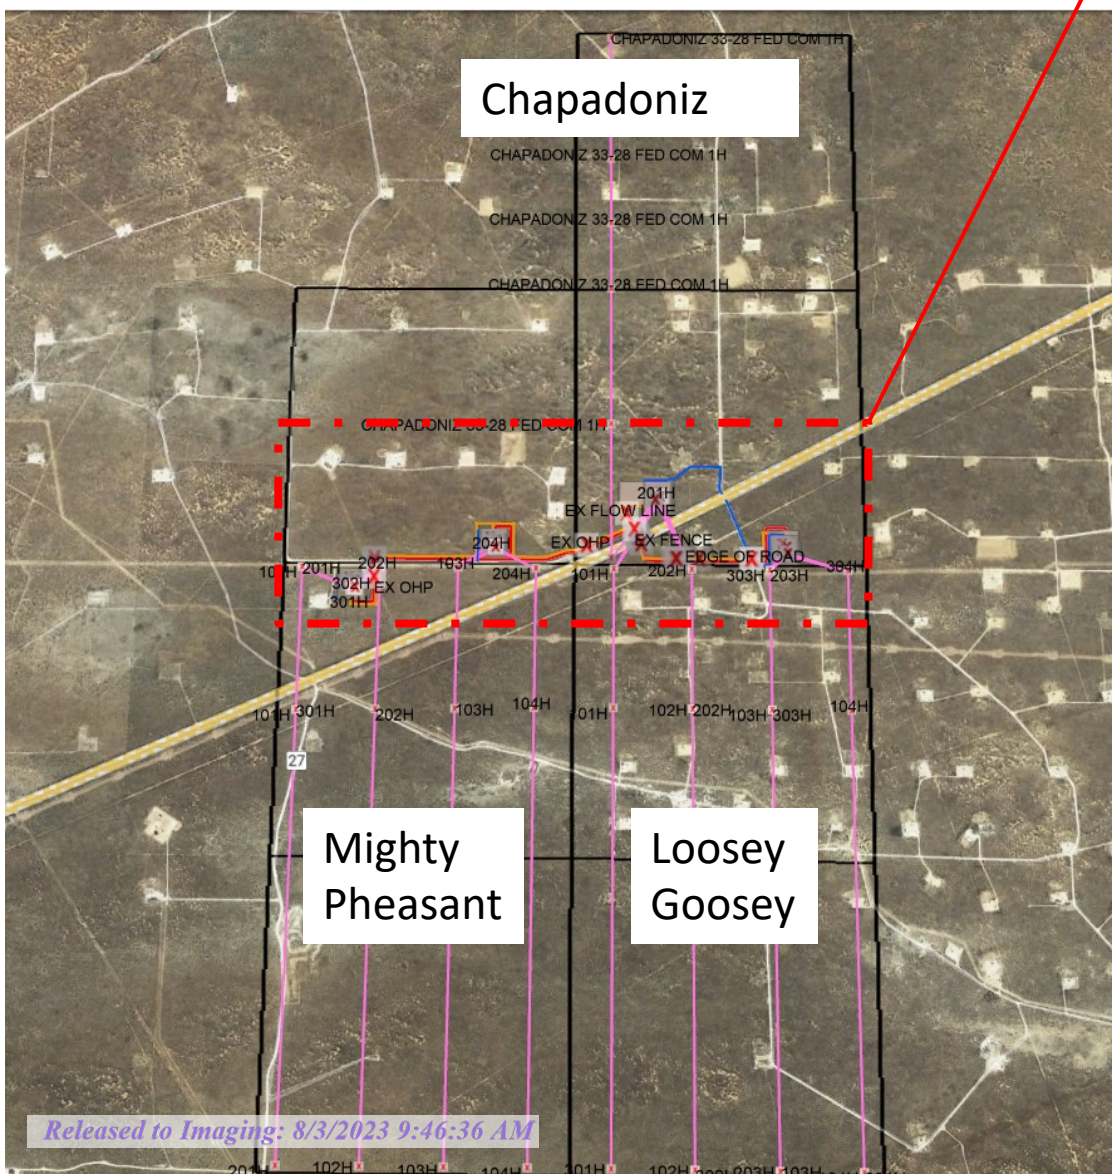 CHAPADONIZ 33-28 FED COM 1H
Chapadoniz
CHAPADONIZ 33-28 FED COM 1H
CHAPADONIZ 33-28 FED COM 1H
CHAPADONIZ 33-28 FED COM 1H
CHAPADONIZ 33-28 FED COM 1H
201H
EX FLOW LINE
204H EX OHP EX FENCE
202H 103H EDGE OF ROAD
201H 204H 101H 202H 303H 203H 304H
302H EX OHP
301H
101H 301H 202H 103H 104H 101H 102H 202H 103H 303H 104H
27
Mighty
Pheasant
Loosey
Goosey
Released to Imaging: 8/3/2023 9:46:36 AM
201H 102H 103H 104H 301H 102H 203H 103H